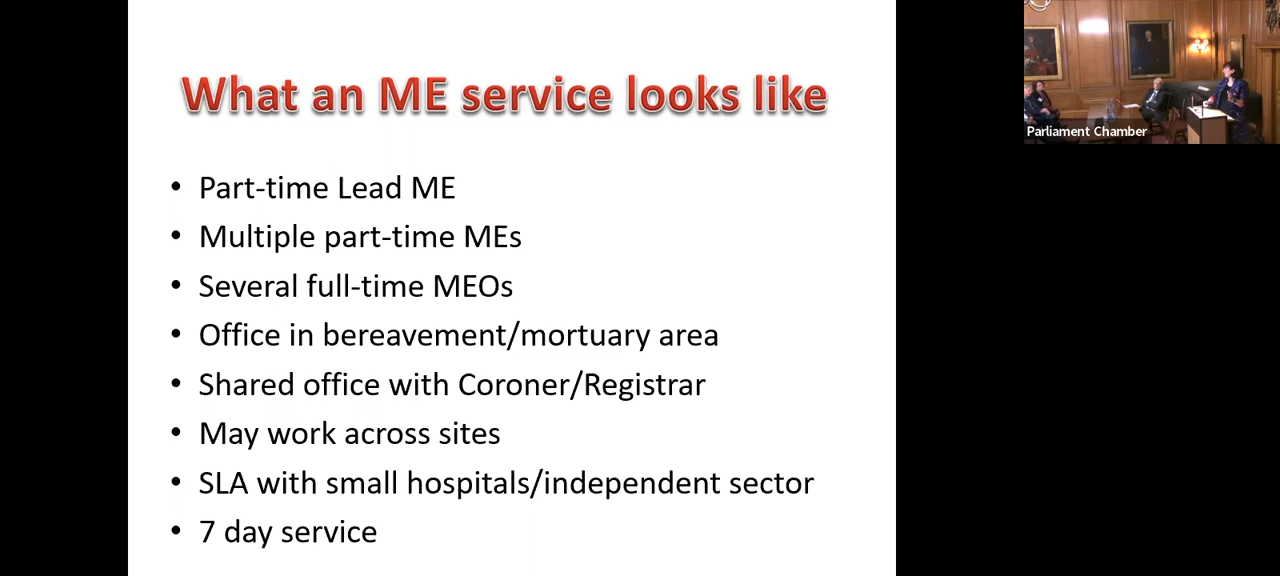 What an ME service looks like
• Part-time Lead ME
• Multiple part-time MEs
• Several full-time MEOs
• Office in bereavement/mortuary area
• Shared office with Coroner/Registrar
• May work across sites
• SLA with small hospitals/independent sector
• 7 day service
Parliament Chamber